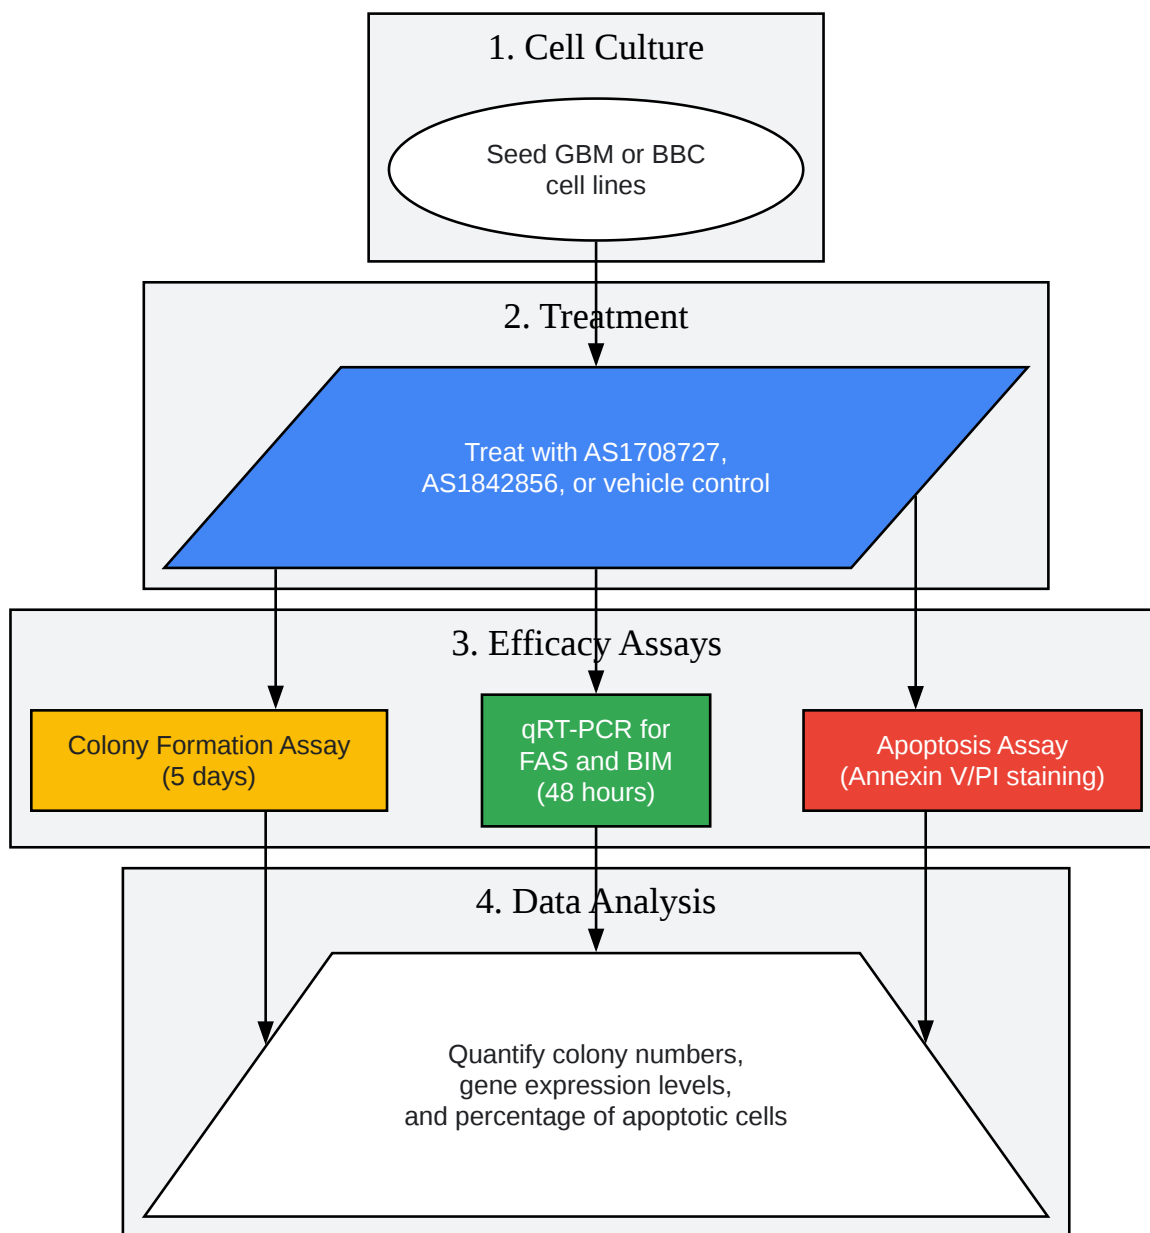 1. Cell Culture
Seed GBM or BBC
cell lines
2. Treatment
Treat with AS1708727,
AS1842856, or vehicle control
3. Efficacy Assays
Colony Formation Assay
(5 days)
qRT-PCR for
FAS and BIM
(48 hours)
Apoptosis Assay
(Annexin V/PI staining)
4. Data Analysis
Quantify colony numbers,
gene expression levels,
and percentage of apoptotic cells